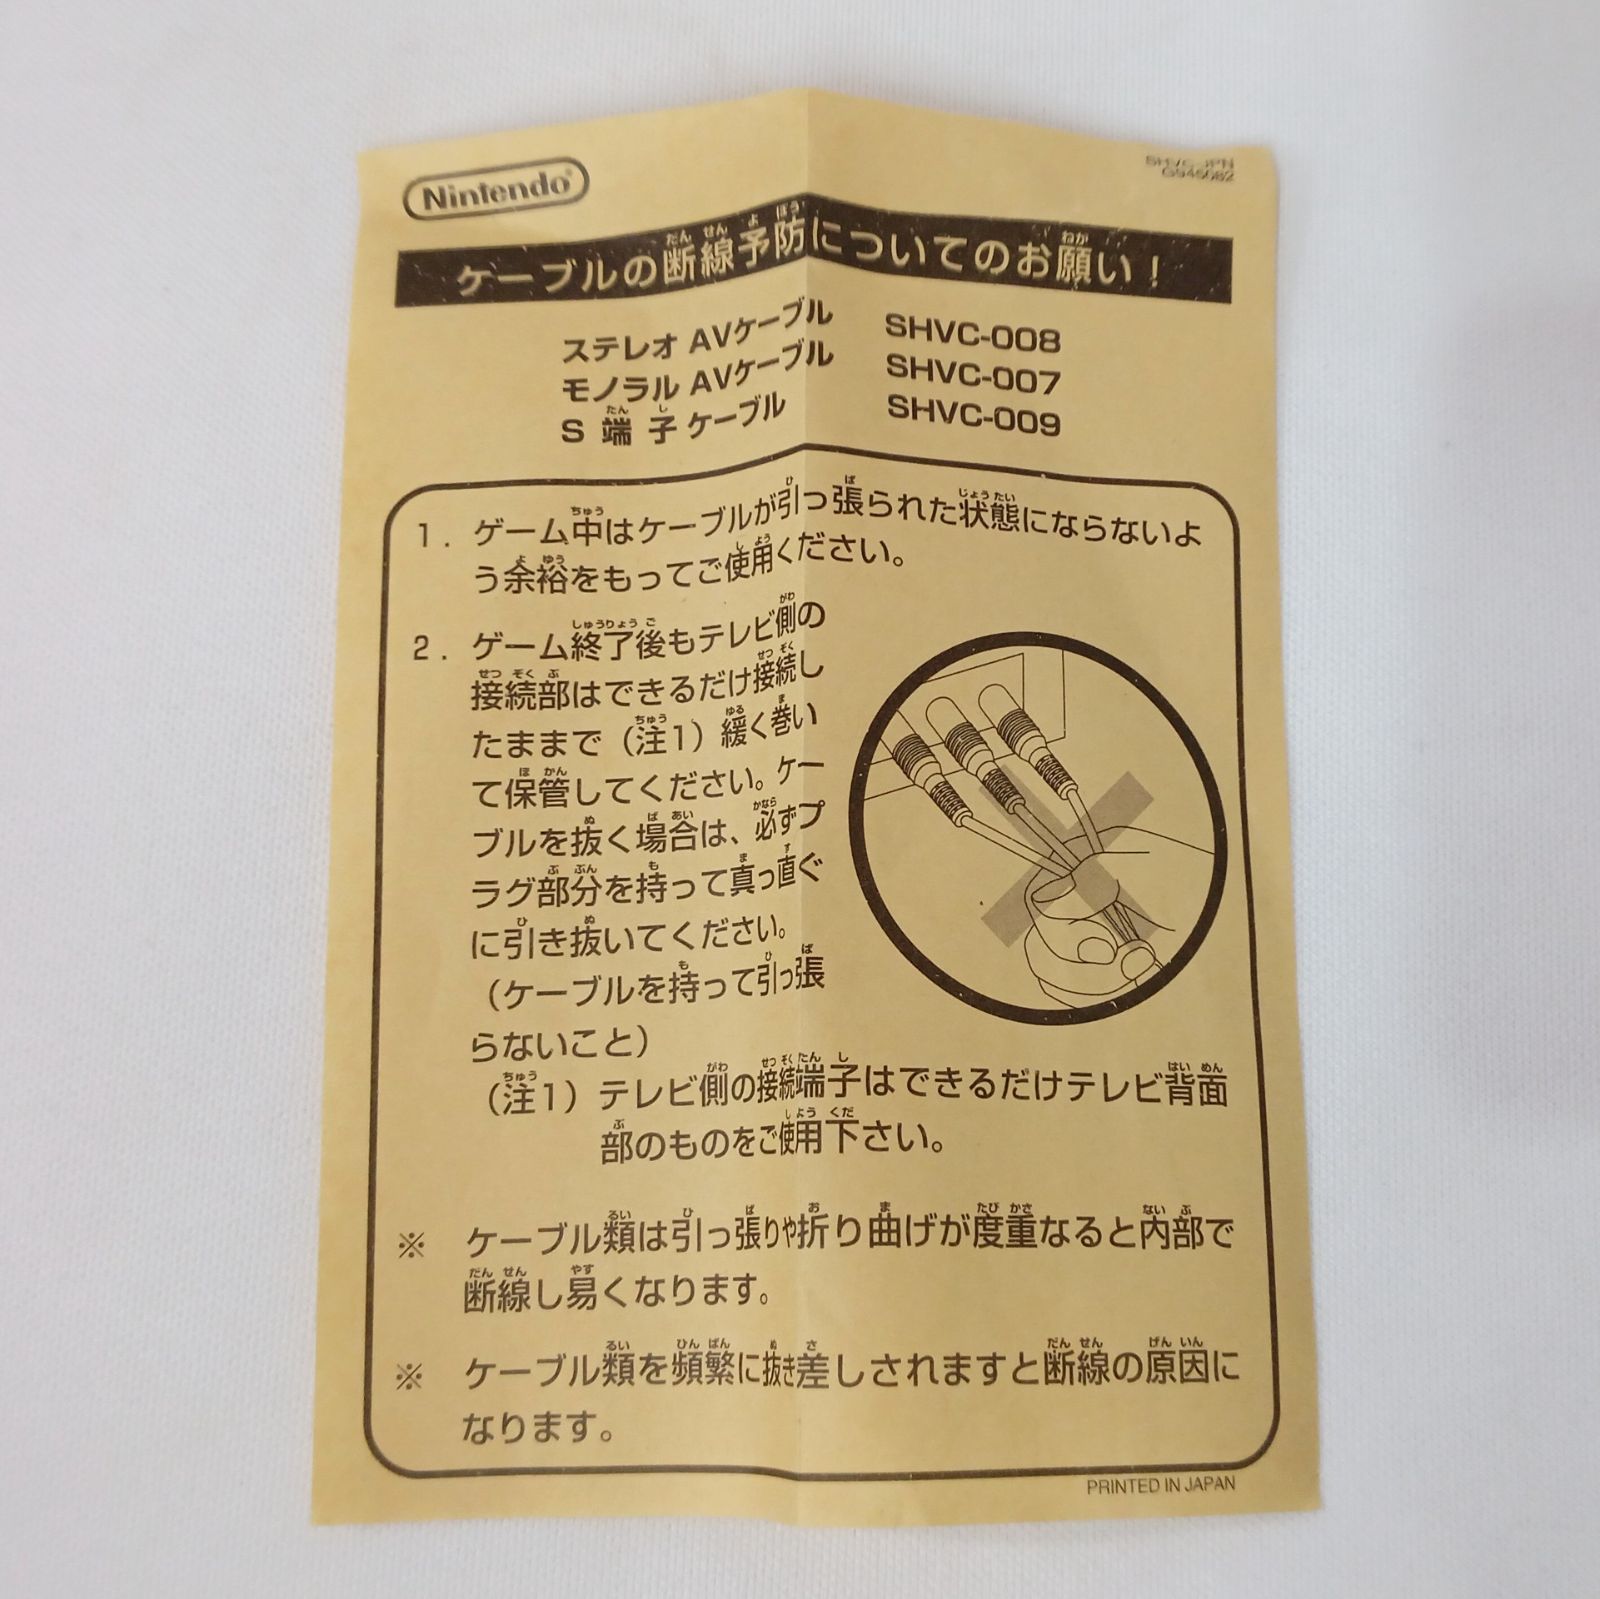 Nintendo
SHVC-JPN
G945082
ケーブルの断線予防についてのお願い！
ステレオ AVケーブル SHVC-008
モノラル AVケーブル SHVC-007
S 端子ケーブル SHVC-009
1. ゲーム中はケーブルが引っ張られた状態にならないよ
う余裕をもってご使用ください。
2. ゲーム終了後もテレビ側の
接続部はできるだけ接続し
たままで（注1）緩く巻い
て保管してください。ケー
ブルを抜く場合は、必ずプ
ラグ部分を持って真っ直ぐ
に引き抜いてください。
（ケーブルを持って引っ張
らないこと）
（注1）テレビ側の接続端子はできるだけテレビ背面
部のものをご使用下さい。
※ ケーブル類は引っ張りや折り曲げが度重なると内部で
断線し易くなります。
※ ケーブル類を頻繁に抜き差しされますと断線の原因に
なります。
PRINTED IN JAPAN